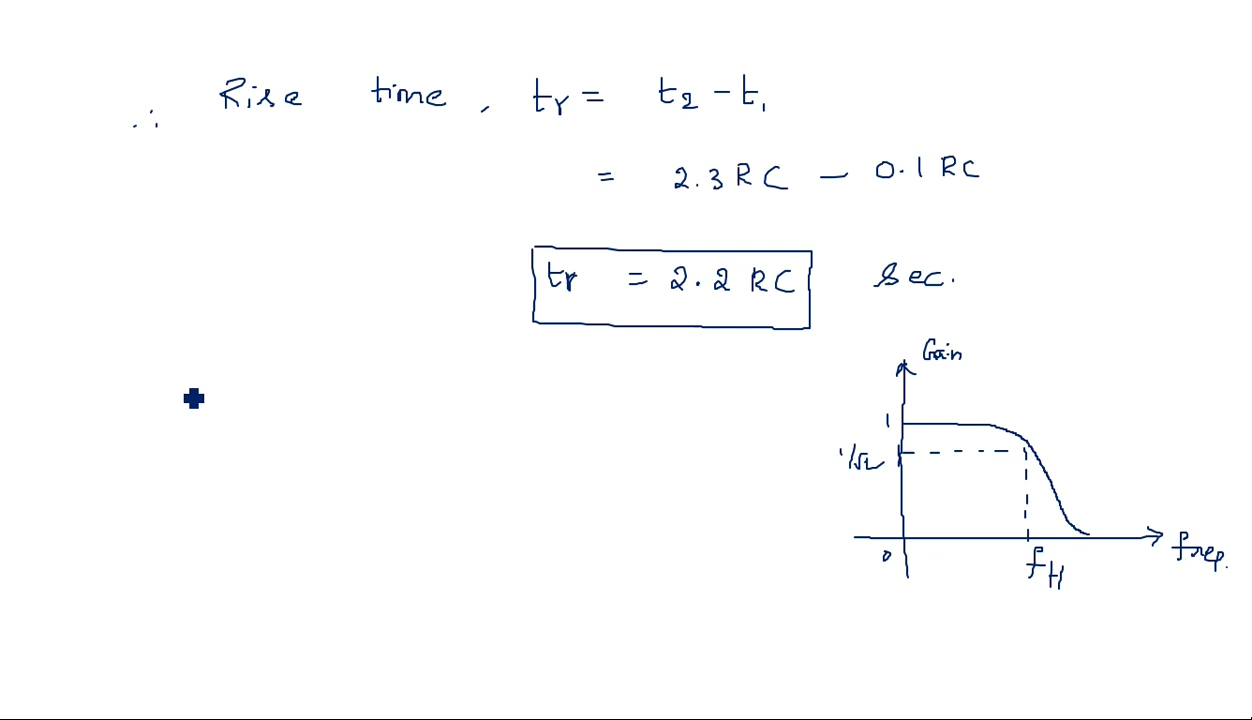 ∴ Rise time, tr = t2 - t1
= 2.3 RC - 0.1 RC
tr = 2.2 RC sec.
Gain
1
1/√2
0
fH
freq.